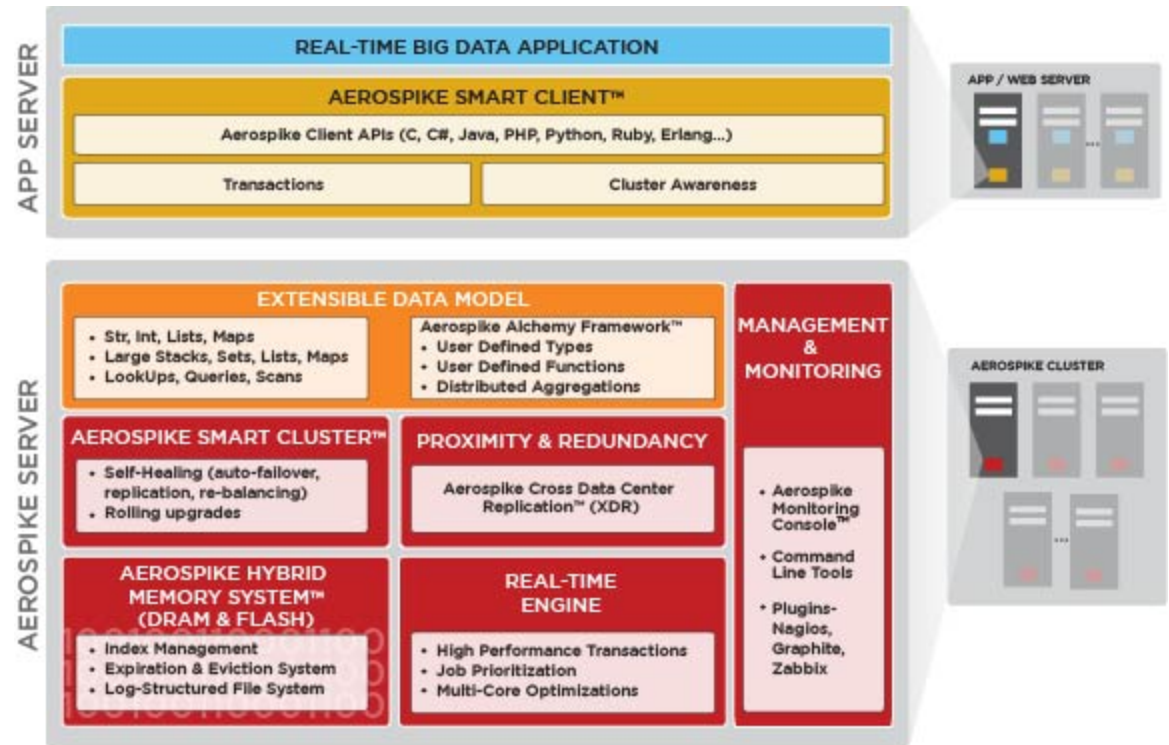 APP SERVER
REAL-TIME BIG DATA APPLICATION
AEROSPIKE SMART CLIENT™
Aerospike Client APIs (C, C#, Java, PHP, Python, Ruby, Erlang...)
Transactions
Cluster Awareness
APP / WEB SERVER
...
AEROSPIKE SERVER
EXTENSIBLE DATA MODEL
• Str, Int, Lists, Maps
• Large Stacks, Sets, Lists, Maps
• LookUps, Queries, Scans
Aerospike Alchemy Framework™
• User Defined Types
• User Defined Functions
• Distributed Aggregations
AEROSPIKE SMART CLUSTER™
• Self-Healing (auto-failover,
replication, re-balancing)
• Rolling upgrades
PROXIMITY & REDUNDANCY
Aerospike Cross Data Center
Replication™ (XDR)
AEROSPIKE HYBRID
MEMORY SYSTEM™
(DRAM & FLASH)
• Index Management
• Expiration & Eviction System
• Log-Structured File System
REAL-TIME
ENGINE
• High Performance Transactions
• Job Prioritization
• Multi-Core Optimizations
MANAGEMENT
&
MONITORING
• Aerospike
Monitoring
Console™
• Command
Line Tools
• Plugins-
Nagios,
Graphite,
Zabbix
AEROSPIKE CLUSTER
...